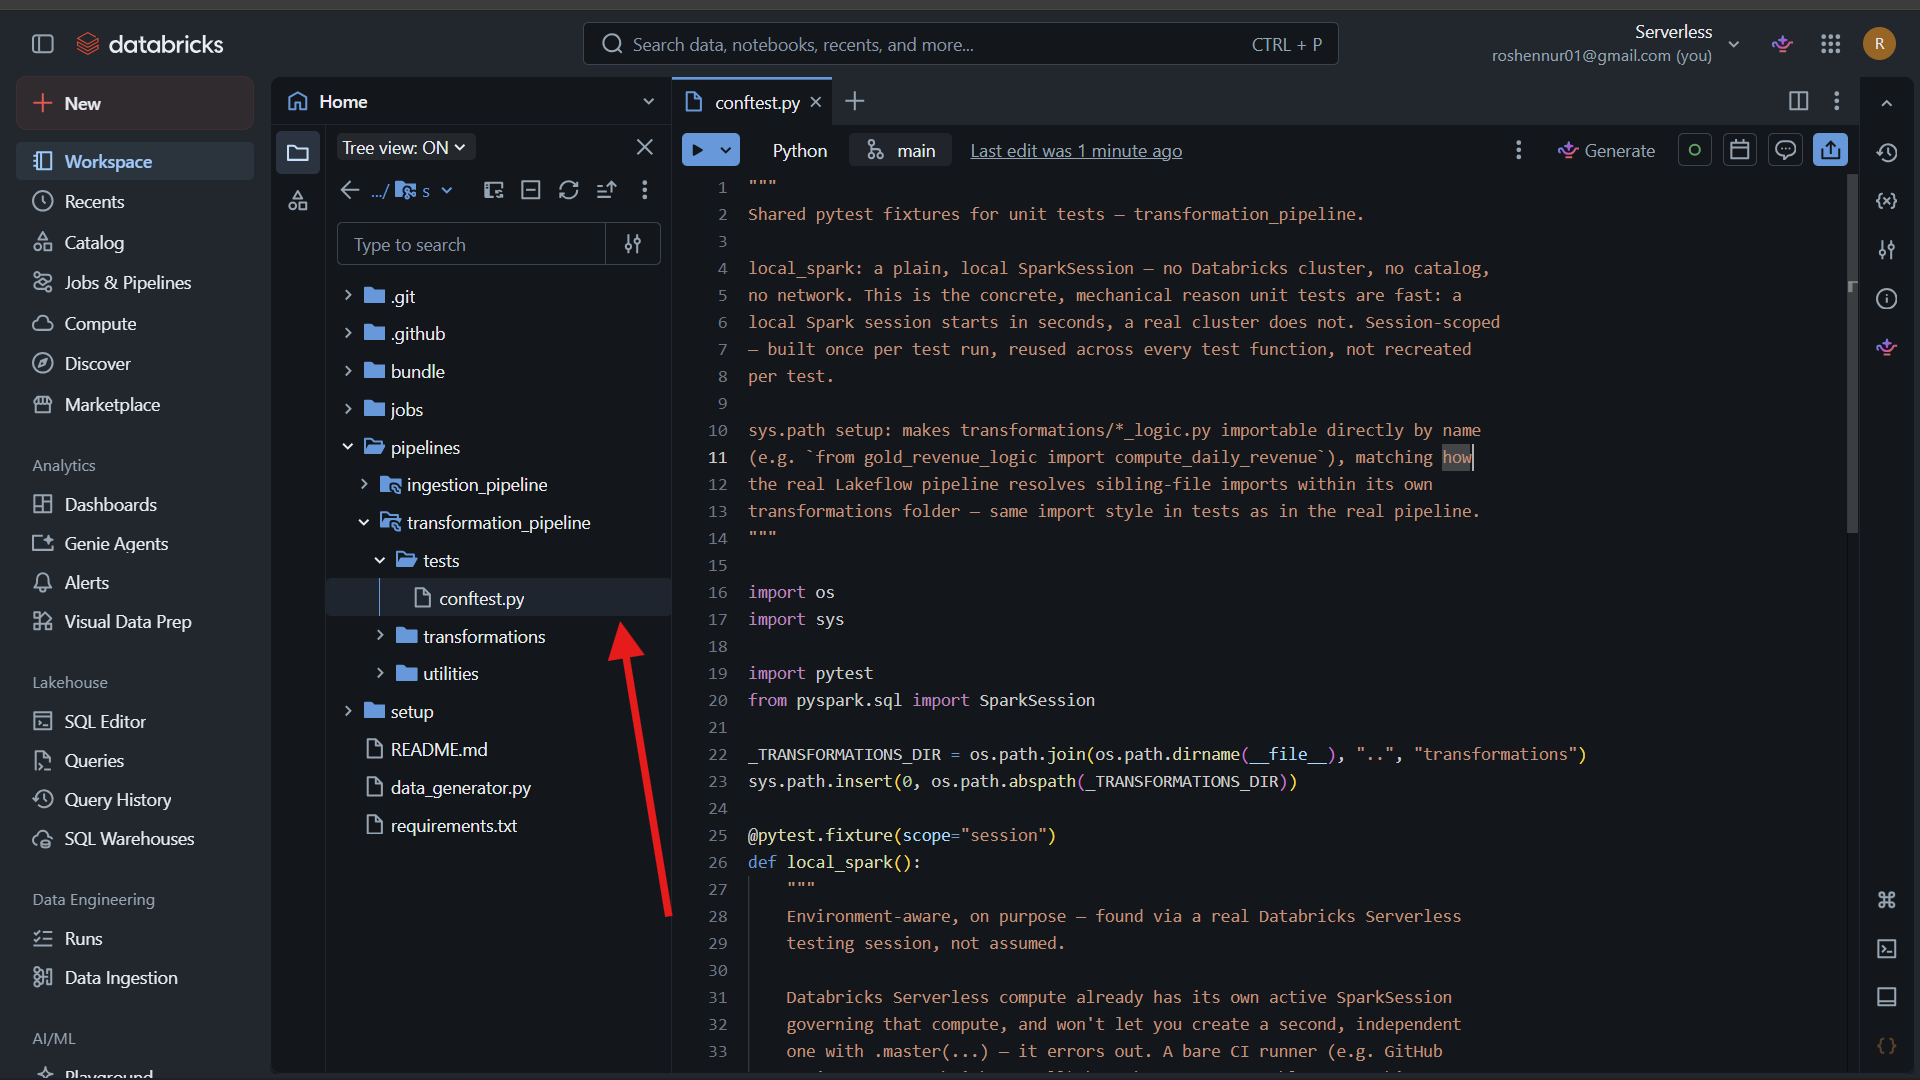 databricks
Search data, notebooks, recents, and more...
CTRL + P
Serverless
roshennur01@gmail.com (you)
R
New
Workspace
Recents
Catalog
Jobs & Pipelines
Compute
Discover
Marketplace
Analytics
Dashboards
Genie Agents
Alerts
Visual Data Prep
Lakehouse
SQL Editor
Queries
Query History
SQL Warehouses
Data Engineering
Runs
Data Ingestion
AI/ML
Playground
Home
Tree view: ON
.../ s
Type to search
.git
.github
bundle
jobs
pipelines
ingestion_pipeline
transformation_pipeline
tests
conftest.py
transformations
utilities
setup
README.md
data_generator.py
requirements.txt
conftest.py
Python
main
Last edit was 1 minute ago
Generate
1 """
2 Shared pytest fixtures for unit tests — transformation_pipeline.
3
4 local_spark: a plain, local SparkSession — no Databricks cluster, no catalog,
5 no network. This is the concrete, mechanical reason unit tests are fast: a
6 local Spark session starts in seconds, a real cluster does not. Session-scoped
7 — built once per test run, reused across every test function, not recreated
8 per test.
9
10 sys.path setup: makes transformations/*_logic.py importable directly by name
11 (e.g. `from gold_revenue_logic import compute_daily_revenue`), matching how
12 the real Lakeflow pipeline resolves sibling-file imports within its own
13 transformations folder — same import style in tests as in the real pipeline.
14 """
15
16 import os
17 import sys
18
19 import pytest
20 from pyspark.sql import SparkSession
21
22 _TRANSFORMATIONS_DIR = os.path.join(os.path.dirname(__file__), "..", "transformations")
23 sys.path.insert(0, os.path.abspath(_TRANSFORMATIONS_DIR))
24
25 @pytest.fixture(scope="session")
26 def local_spark():
27 """
28 Environment-aware, on purpose — found via a real Databricks Serverless
29 testing session, not assumed.
30
31 Databricks Serverless compute already has its own active SparkSession
32 governing that compute, and won't let you create a second, independent
33 one with .master(...) — it errors out. A bare CI runner (e.g. GitHub